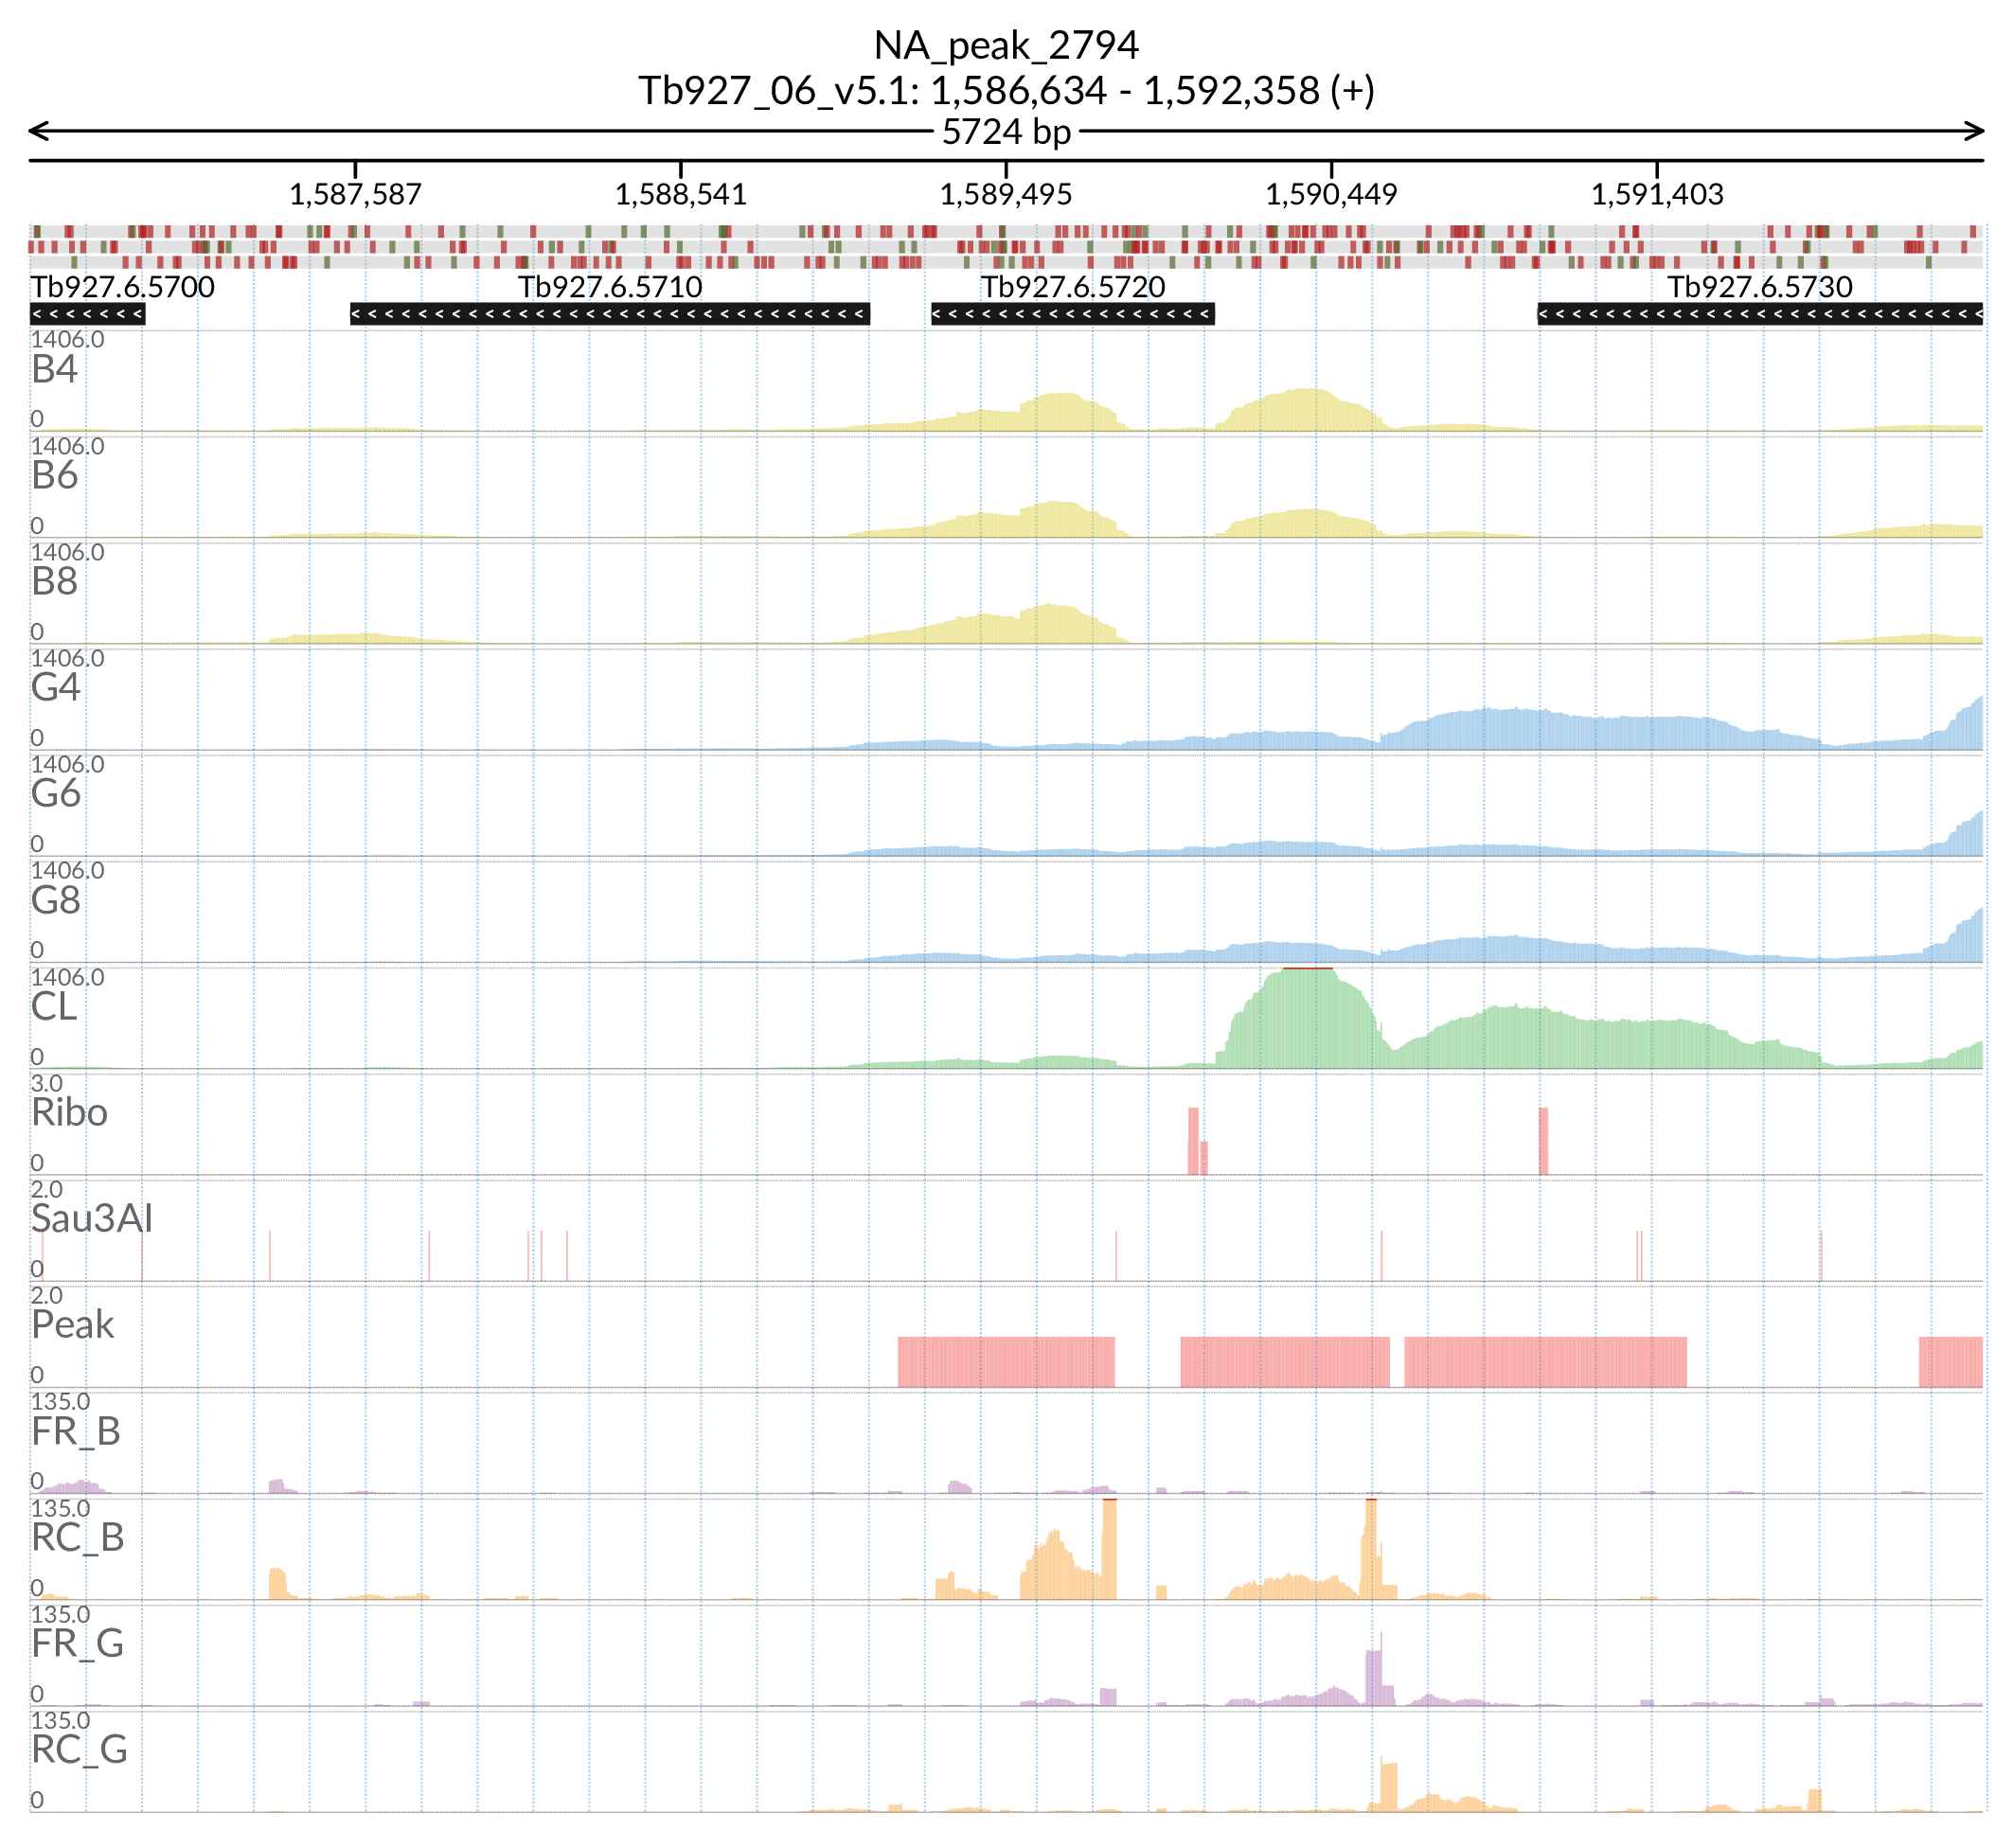 NA_peak_2794
Tb927_06_v5.1: 1,586,634 - 1,592,358 (+)
5724 bp
1,587,587 1,588,541 1,589,495 1,590,449 1,591,403
Tb927.6.5700 Tb927.6.5710 Tb927.6.5720 Tb927.6.5730
1406.0
B4
0
1406.0
B6
0
1406.0
B8
0
1406.0
G4
0
1406.0
G6
0
1406.0
G8
0
1406.0
CL
0
3.0
Ribo
0
2.0
Sau3AI
0
2.0
Peak
0
135.0
FR_B
0
135.0
RC_B
0
135.0
FR_G
0
135.0
RC_G
0